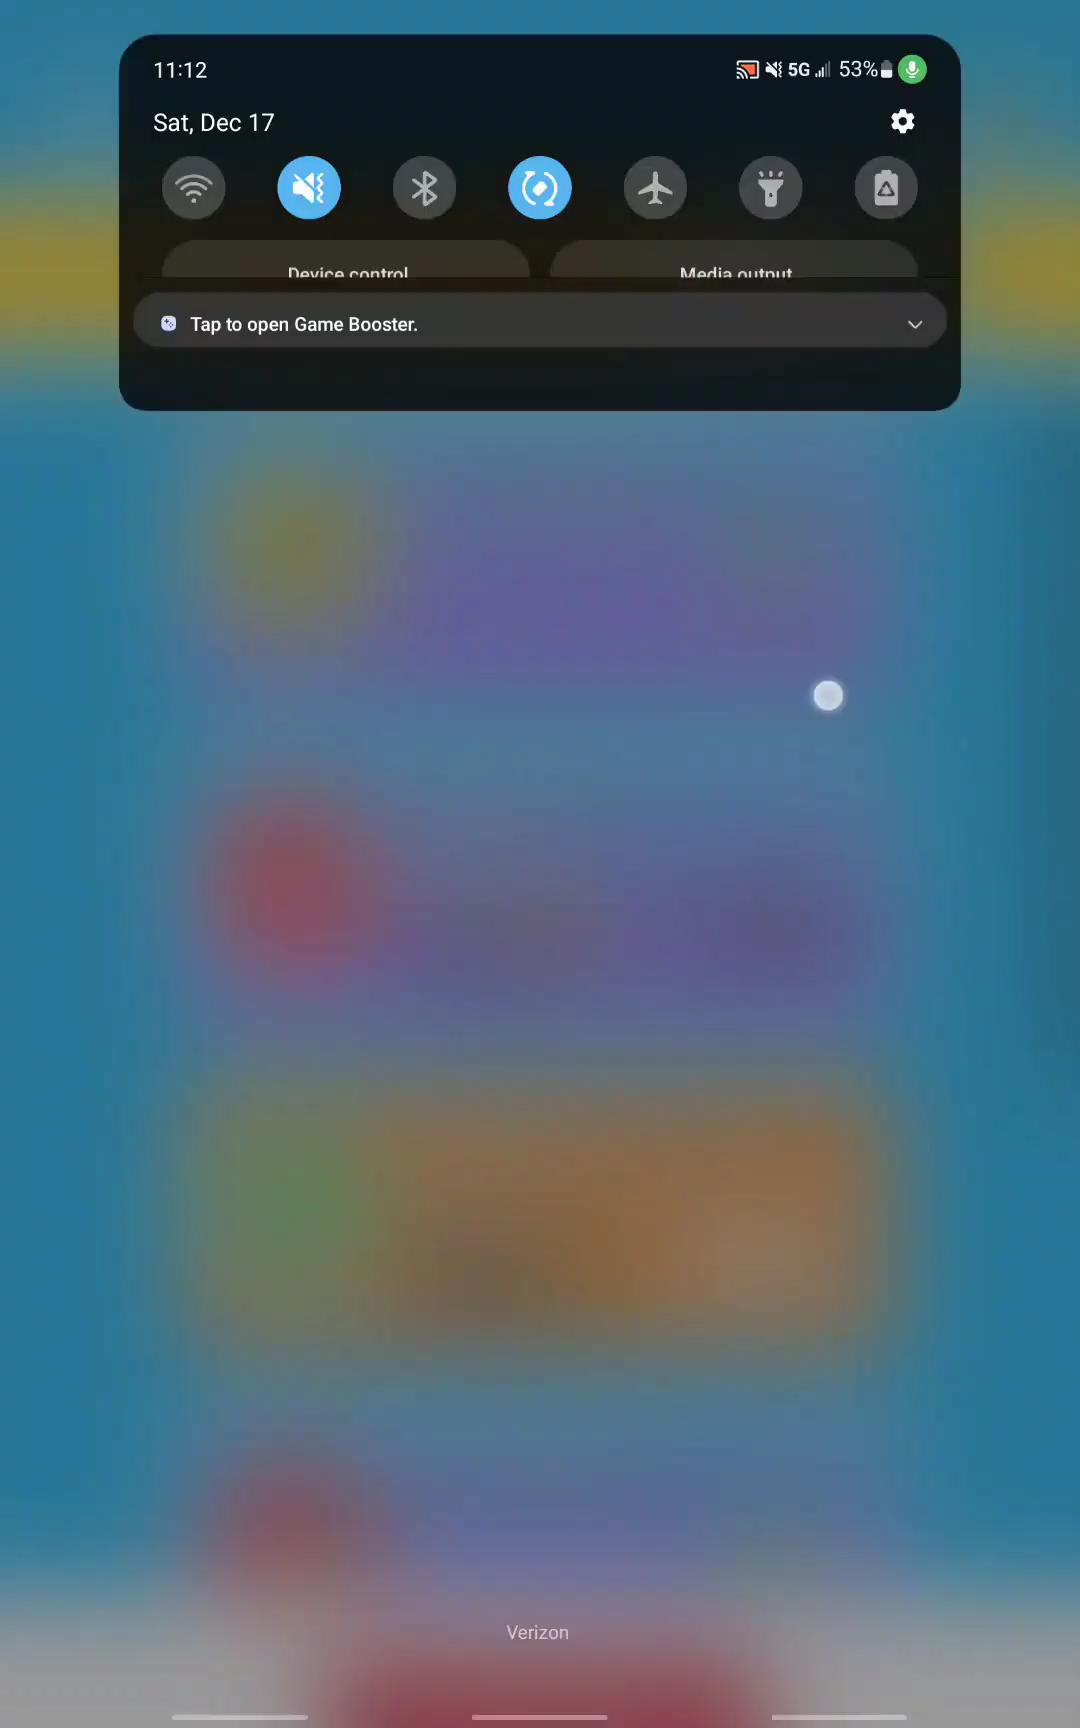 11:12
5G 53%
Sat, Dec 17
Device control Media output
Tap to open Game Booster.
Verizon